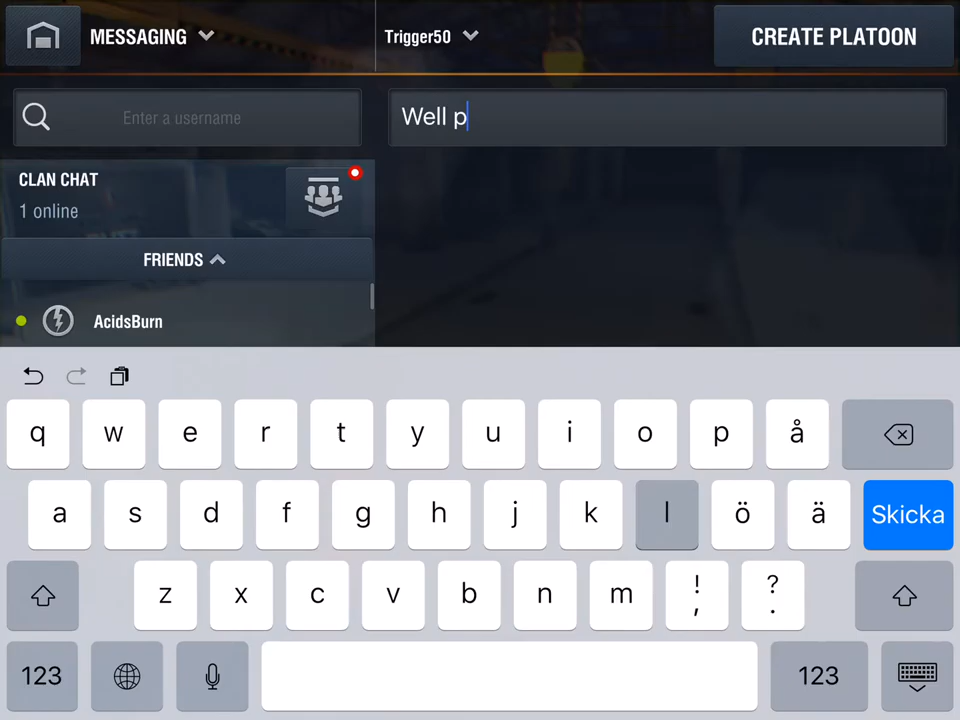 MESSAGING
Trigger50
CREATE PLATOON
Enter a username
Well p
CLAN CHAT
1 online
FRIENDS
AcidsBurn
q w e r t y u i o p å
a s d f g h j k l ö ä Skicka
z x c v b n m ! , ? .
123 123